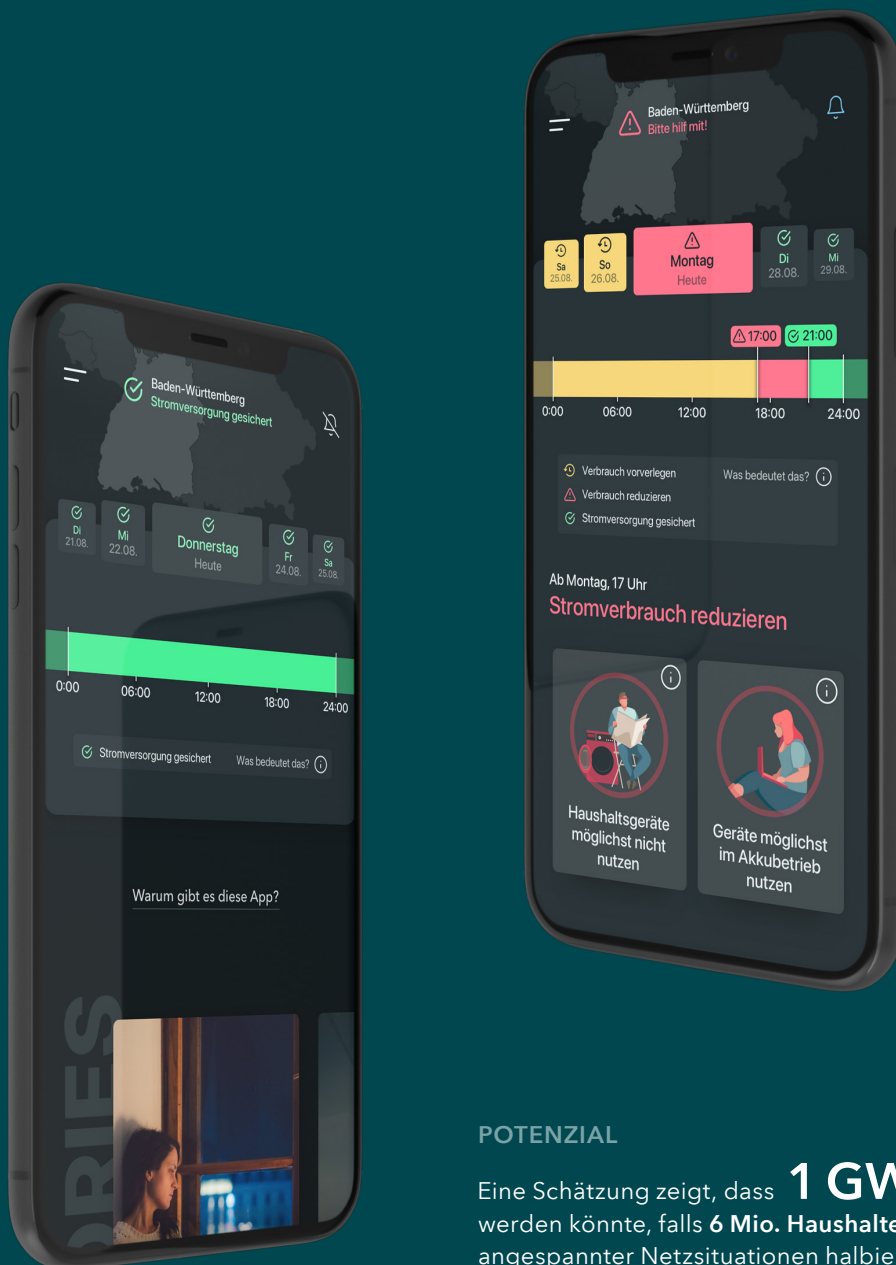 Baden-Württemberg
Stromversorgung gesichert
Di
21.08.
Mi
22.08.
Donnerstag
Heute
Fr
24.08.
Sa
25.08.
0:00 06:00 12:00 18:00 24:00
Stromversorgung gesichert Was bedeutet das?
Warum gibt es diese App?
ORIES
Baden-Württemberg
Bitte hilf mit!
Sa
25.08.
So
26.08.
Montag
Heute
Di
28.08.
Mi
29.08.
17:00 21:00
0:00 06:00 12:00 18:00 24:00
Verbrauch vorverlegen Was bedeutet das?
Verbrauch reduzieren
Stromversorgung gesichert
Ab Montag, 17 Uhr
Stromverbrauch reduzieren
Haushaltsgeräte
möglichst nicht
nutzen
Geräte möglichst
im Akkubetrieb
nutzen
POTENZIAL
Eine Schätzung zeigt, dass 1 GW
werden könnte, falls 6 Mio. Haushalte
angespannter Netzsituationen halbie